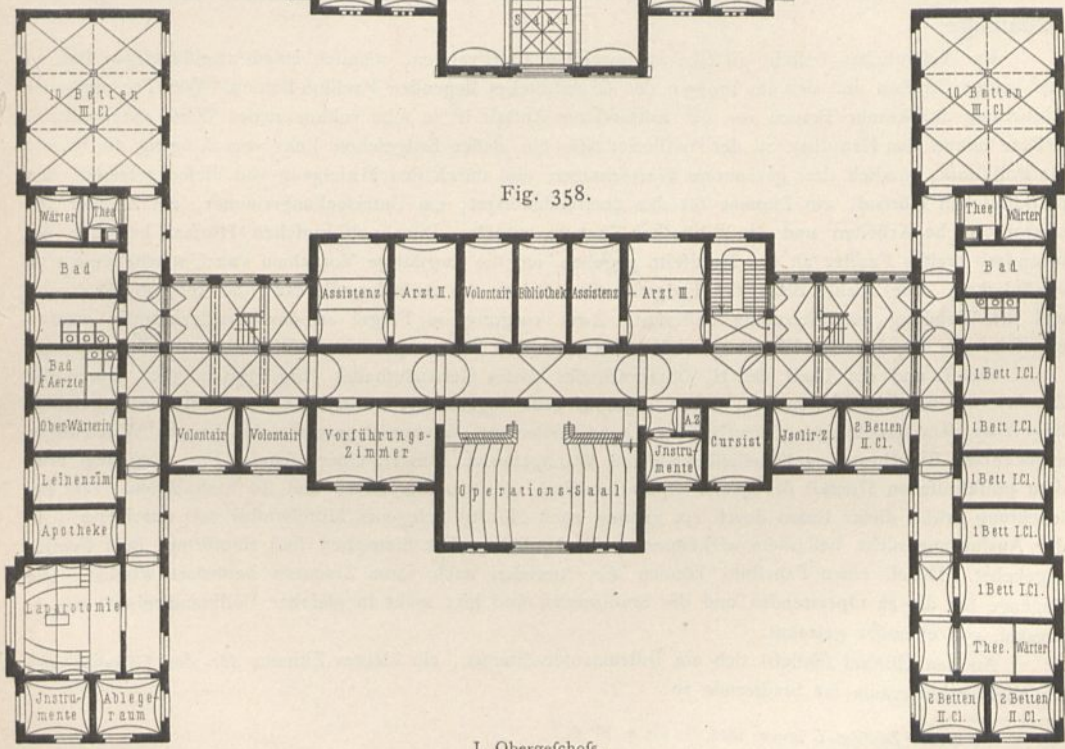 Saal
10 Betten
III. Cl.
10 Betten
III. Cl.
Fig. 358.
Wärter
Thee
Thee
Wärter
Bad
Bad
Assistenz-Arzt II.
Volontair
Bibliothek
Assistenz-Arzt III.
Bad
f. Aerzte
1 Bett I.Cl.
OberWärterin
Volontair
Volontair
Vorführungs-
Zimmer
A.Z.
Jnstru-
mente
Cursist
Jsolir-Z.
2 Betten
II. Cl.
1 Bett I.Cl.
Leinenzim.
Operations-Saal
1 Bett I.Cl.
Apotheke
1 Bett I.Cl.
Laparotomie
1 Bett I.Cl.
Thee.
Wärter
Jnstru-
mente
Ablege
raum
2 Betten
II. Cl.
2 Betten
II. Cl.
I. Obergeſchoſs.